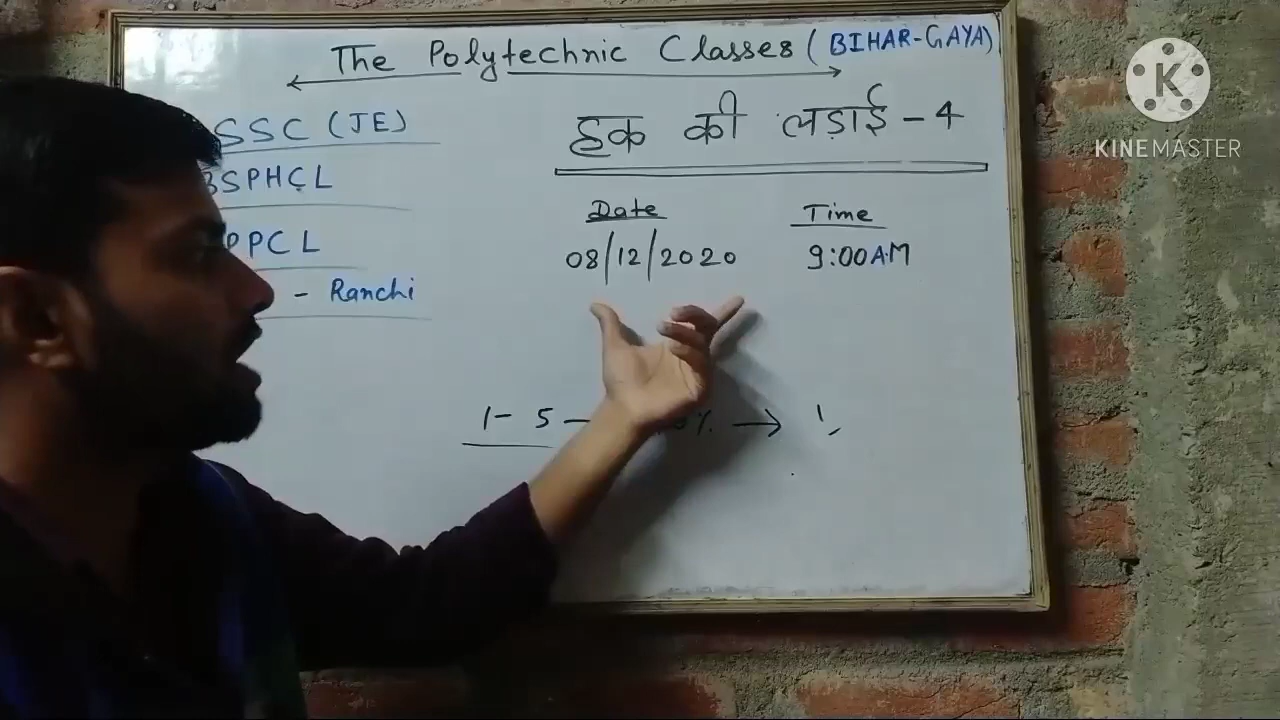 The Polytechnic Classes (BIHAR-GAYA)
SSC (JE)
BSPHCL
PPCL
- Ranchi
हक की लड़ाई - 4
Date Time
08/12/2020 9:00AM
1- 5 - % →
K
KINEMASTER